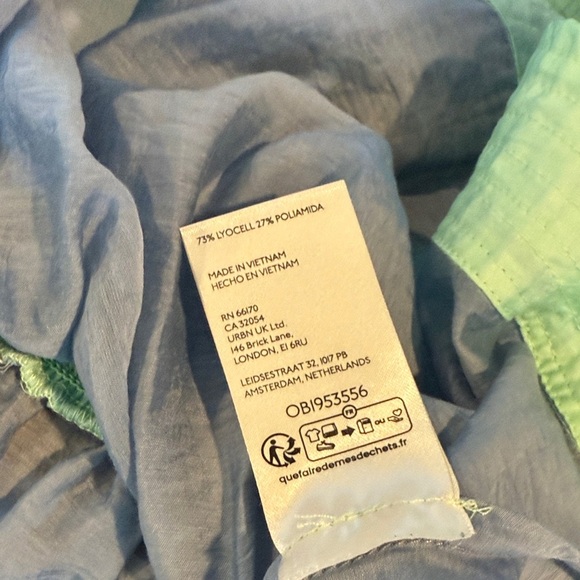 73% LYOCELL 27% POLIAMIDA
MADE IN VIETNAM
HECHO EN VIETNAM
RN 66170
CA 32054
URBN UK Ltd.
146 Brick Lane,
LONDON, E1 6RU
LEIDSESTRAAT 32, 1017 PB
AMSTERDAM, NETHERLANDS
OB1953556
FR
OU
quefairedemesdechets.fr